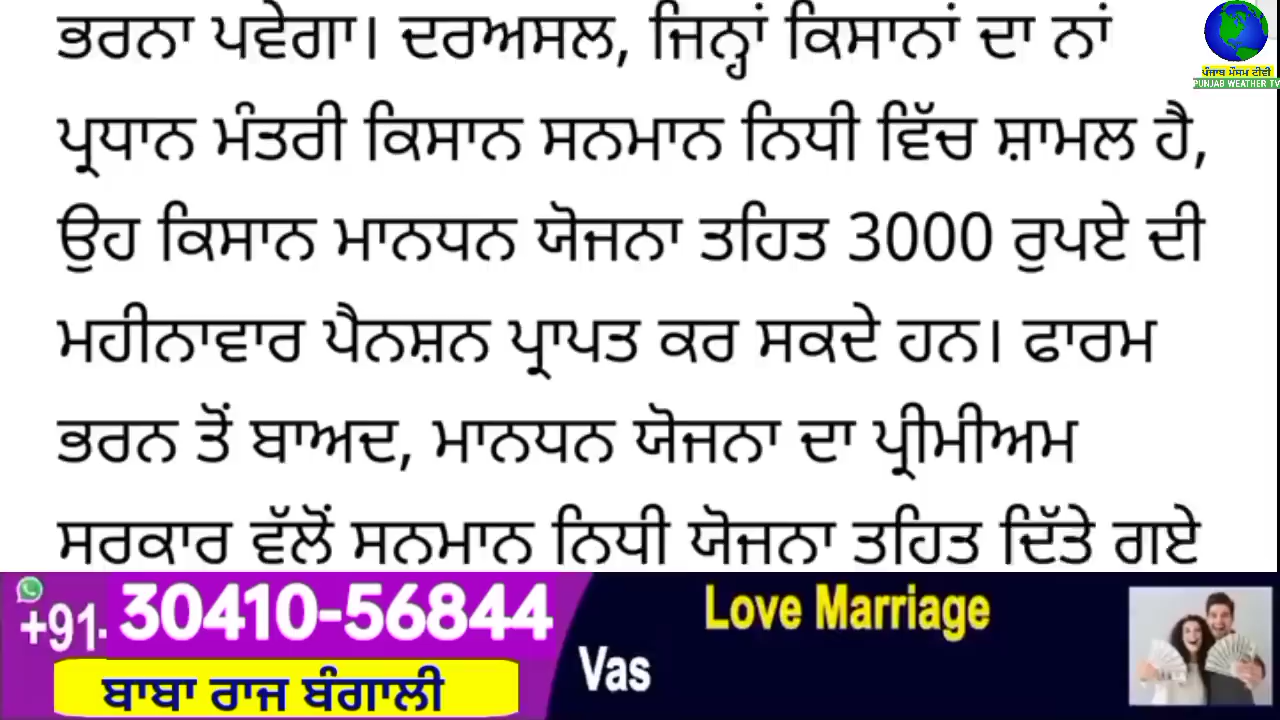 ਭਰਨਾ ਪਵੇਗਾ। ਦਰਅਸਲ, ਜਿਨ੍ਹਾਂ ਕਿਸਾਨਾਂ ਦਾ ਨਾਂ
ਪੰਜਾਬ ਮੌਸਮ ਟੀਵੀ
PUNJAB WEATHER TV
ਪ੍ਰਧਾਨ ਮੰਤਰੀ ਕਿਸਾਨ ਸਨਮਾਨ ਨਿਧੀ ਵਿੱਚ ਸ਼ਾਮਲ ਹੈ,
ਉਹ ਕਿਸਾਨ ਮਾਨਧਨ ਯੋਜਨਾ ਤਹਿਤ 3000 ਰੁਪਏ ਦੀ
ਮਹੀਨਾਵਾਰ ਪੈਨਸ਼ਨ ਪ੍ਰਾਪਤ ਕਰ ਸਕਦੇ ਹਨ। ਫਾਰਮ
ਭਰਨ ਤੋਂ ਬਾਅਦ, ਮਾਨਧਨ ਯੋਜਨਾ ਦਾ ਪ੍ਰੀਮੀਅਮ
ਸਰਕਾਰ ਵੱਲੋਂ ਸਨਮਾਨ ਨਿਧੀ ਯੋਜਨਾ ਤਹਿਤ ਦਿੱਤੇ ਗਏ
+91- 30410-56844
ਬਾਬਾ ਰਾਜ ਬੰਗਾਲੀ
Love Marriage
Vas